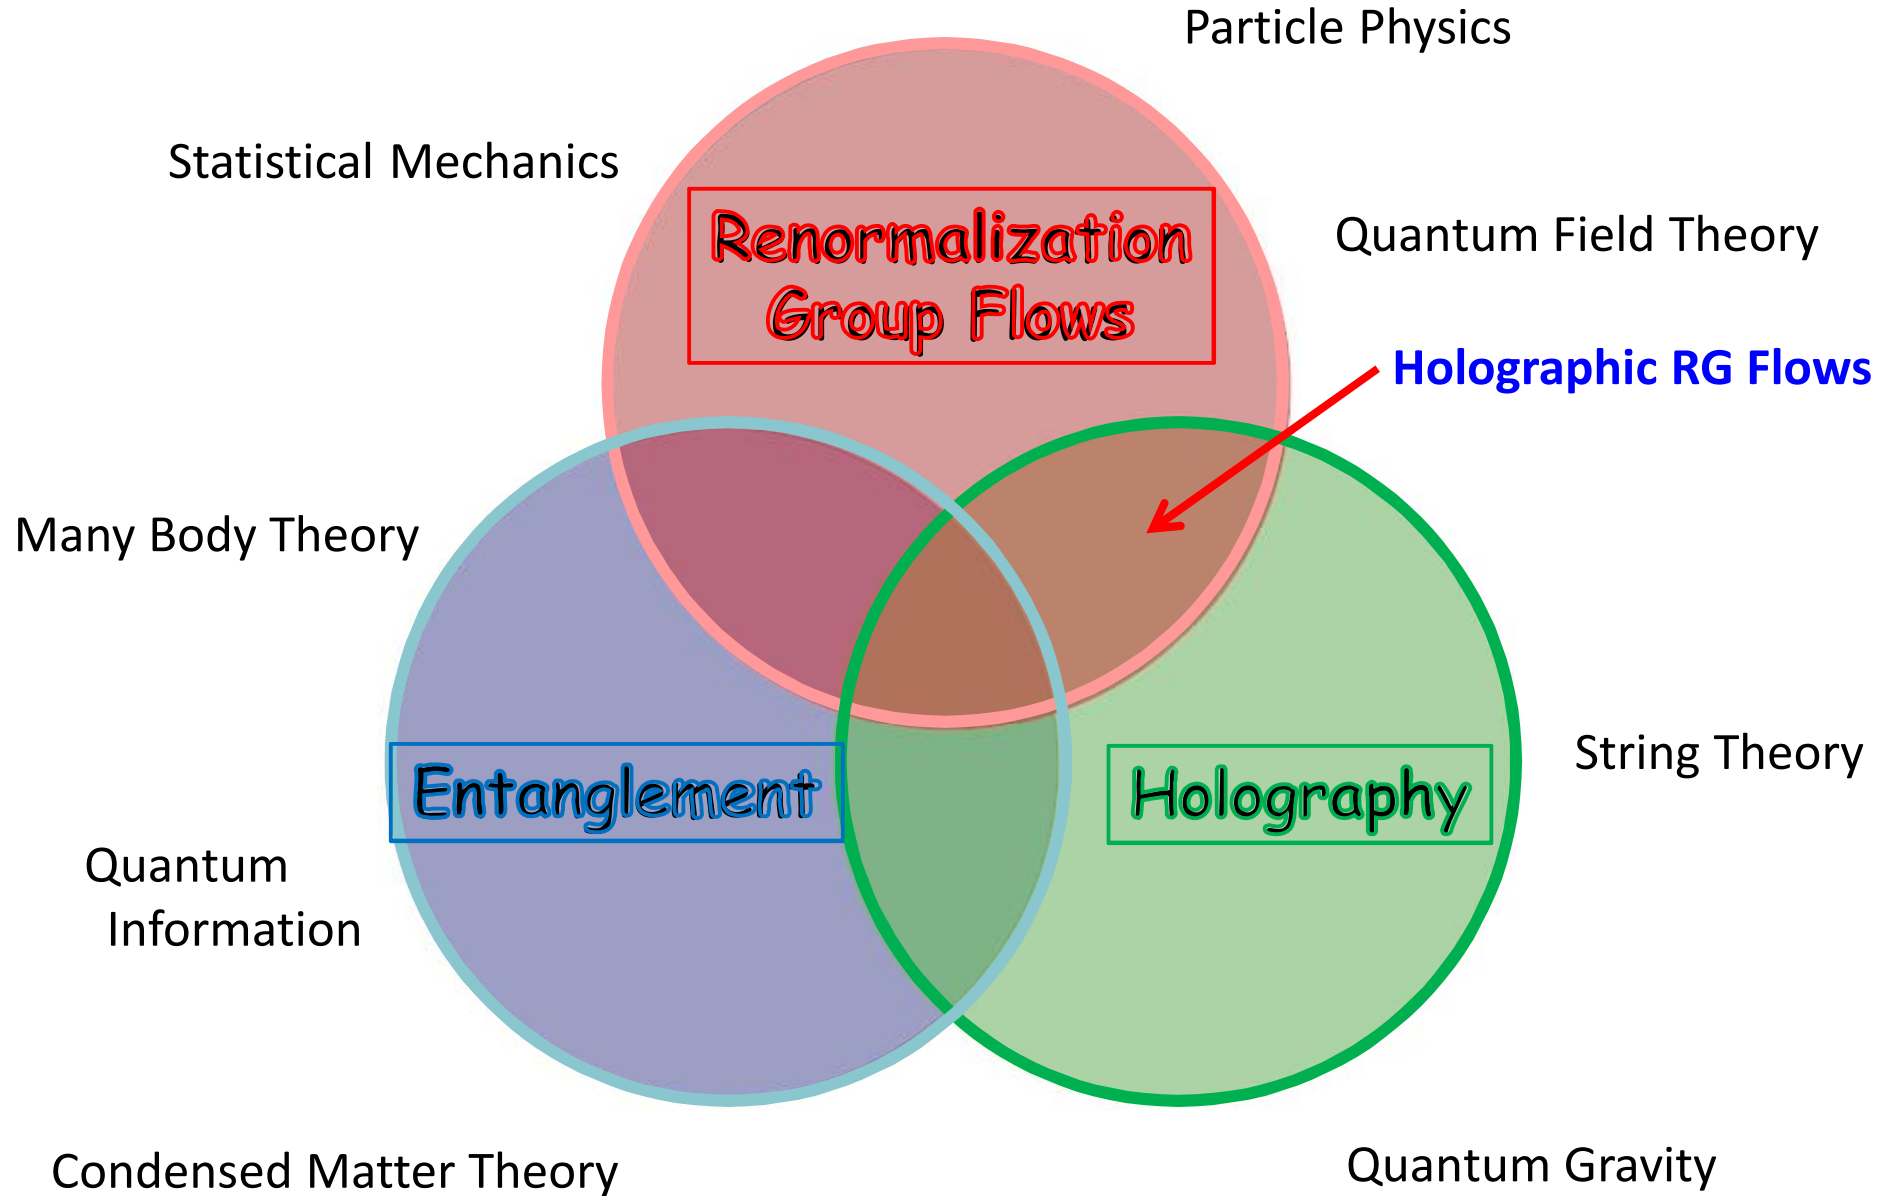 Particle Physics
Statistical Mechanics
Renormalization
Group Flows
Quantum Field Theory
Holographic RG Flows
Many Body Theory
String Theory
Entanglement
Holography
Quantum
Information
Condensed Matter Theory
Quantum Gravity